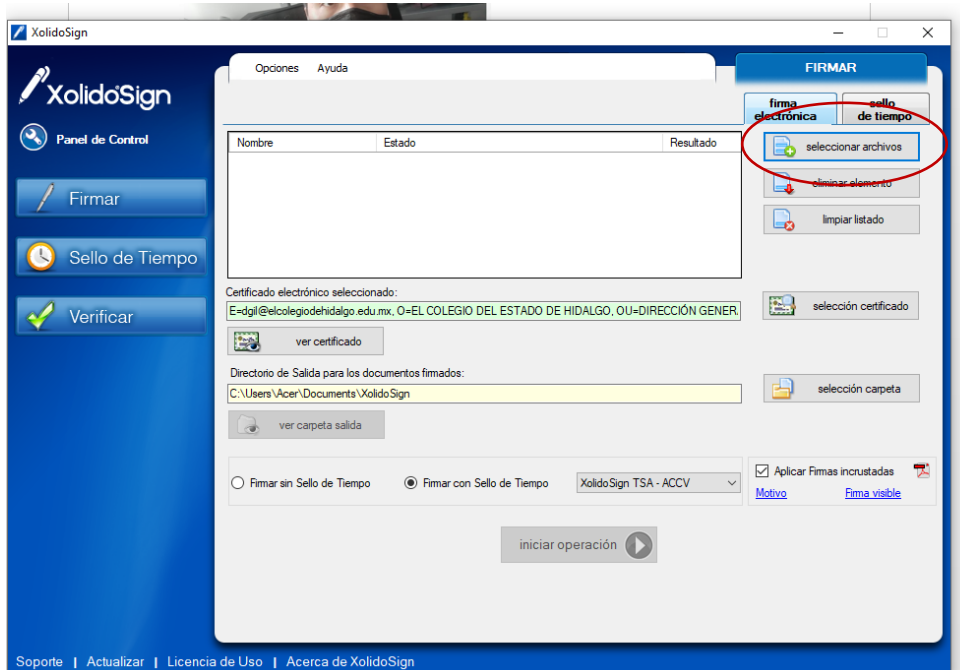 XolidoSign
XolidoSign
Panel de Control
Firmar
Sello de Tiempo
Verificar
Opciones Ayuda
FIRMAR
firma electrónica
sello de tiempo
Nombre Estado Resultado
seleccionar archivos
eliminar elemento
limpiar listado
Certificado electrónico seleccionado:
E=dgil@elcolegiodehidalgo.edu.mx, O=EL COLEGIO DEL ESTADO DE HIDALGO, OU=DIRECCIÓN GENER
selección certificado
ver certificado
Directorio de Salida para los documentos firmados:
C:\Users\Acer\Documents\XolidoSign
selección carpeta
ver carpeta salida
Firmar sin Sello de Tiempo Firmar con Sello de Tiempo XolidoSign TSA - ACCV
Aplicar Firmas incrustadas
Motivo Firma visible
iniciar operación
Soporte | Actualizar | Licencia de Uso | Acerca de XolidoSign